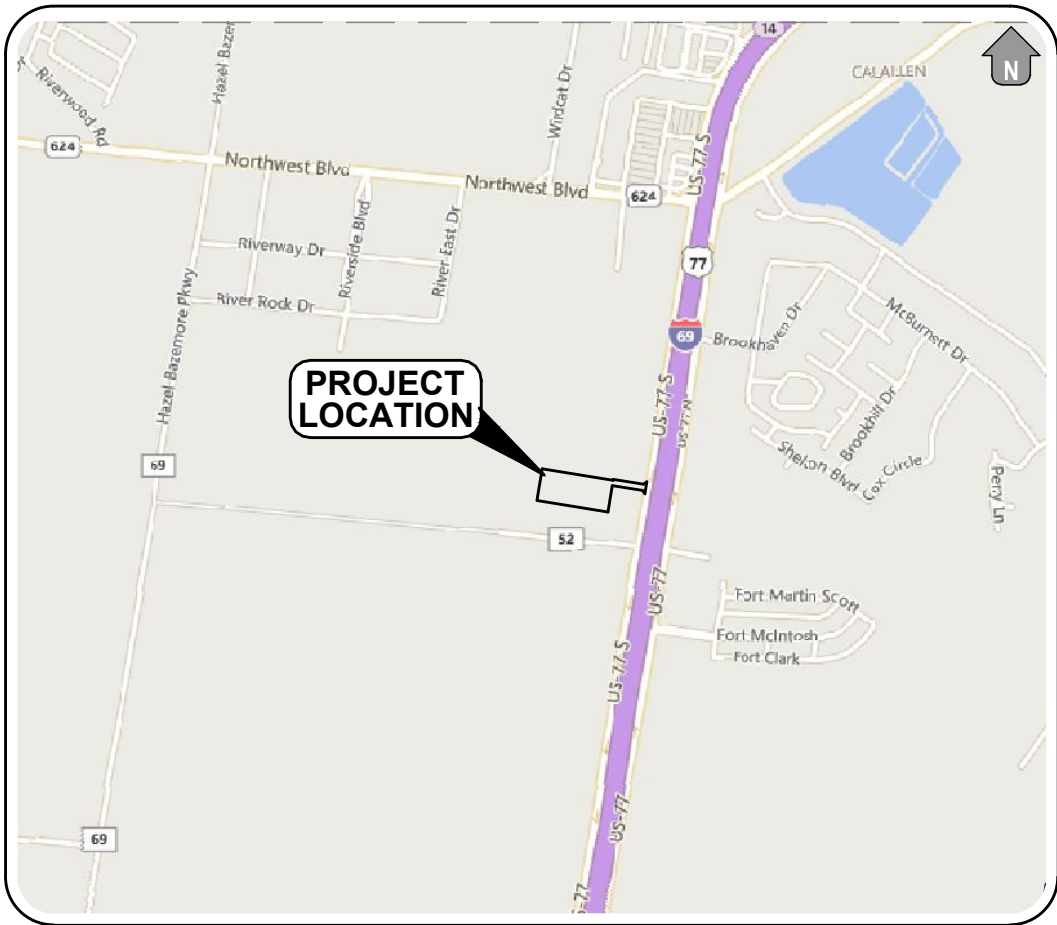 14
N
CALALLEN
Riverwood Rd
Hazel Bazer
Wildcat Dr
US-77 S
624
Northwest Blvd
Northwest Blvd
624
Riverside Blvd
River East Dr
Riverway Dr
77
River Rock Dr
McBurnett Dr
69
Brookhaven Dr
Hazel Bazemore Pkwy
PROJECT
LOCATION
US-77 S
US-77 N
Brookhill Dr
Shelton Blvd
Cox Circle
69
Perry Ln
52
US-77
Fort Martin Scott
Fort McIntosh
Fort Clark
US-77 S
US-77
69
S-77